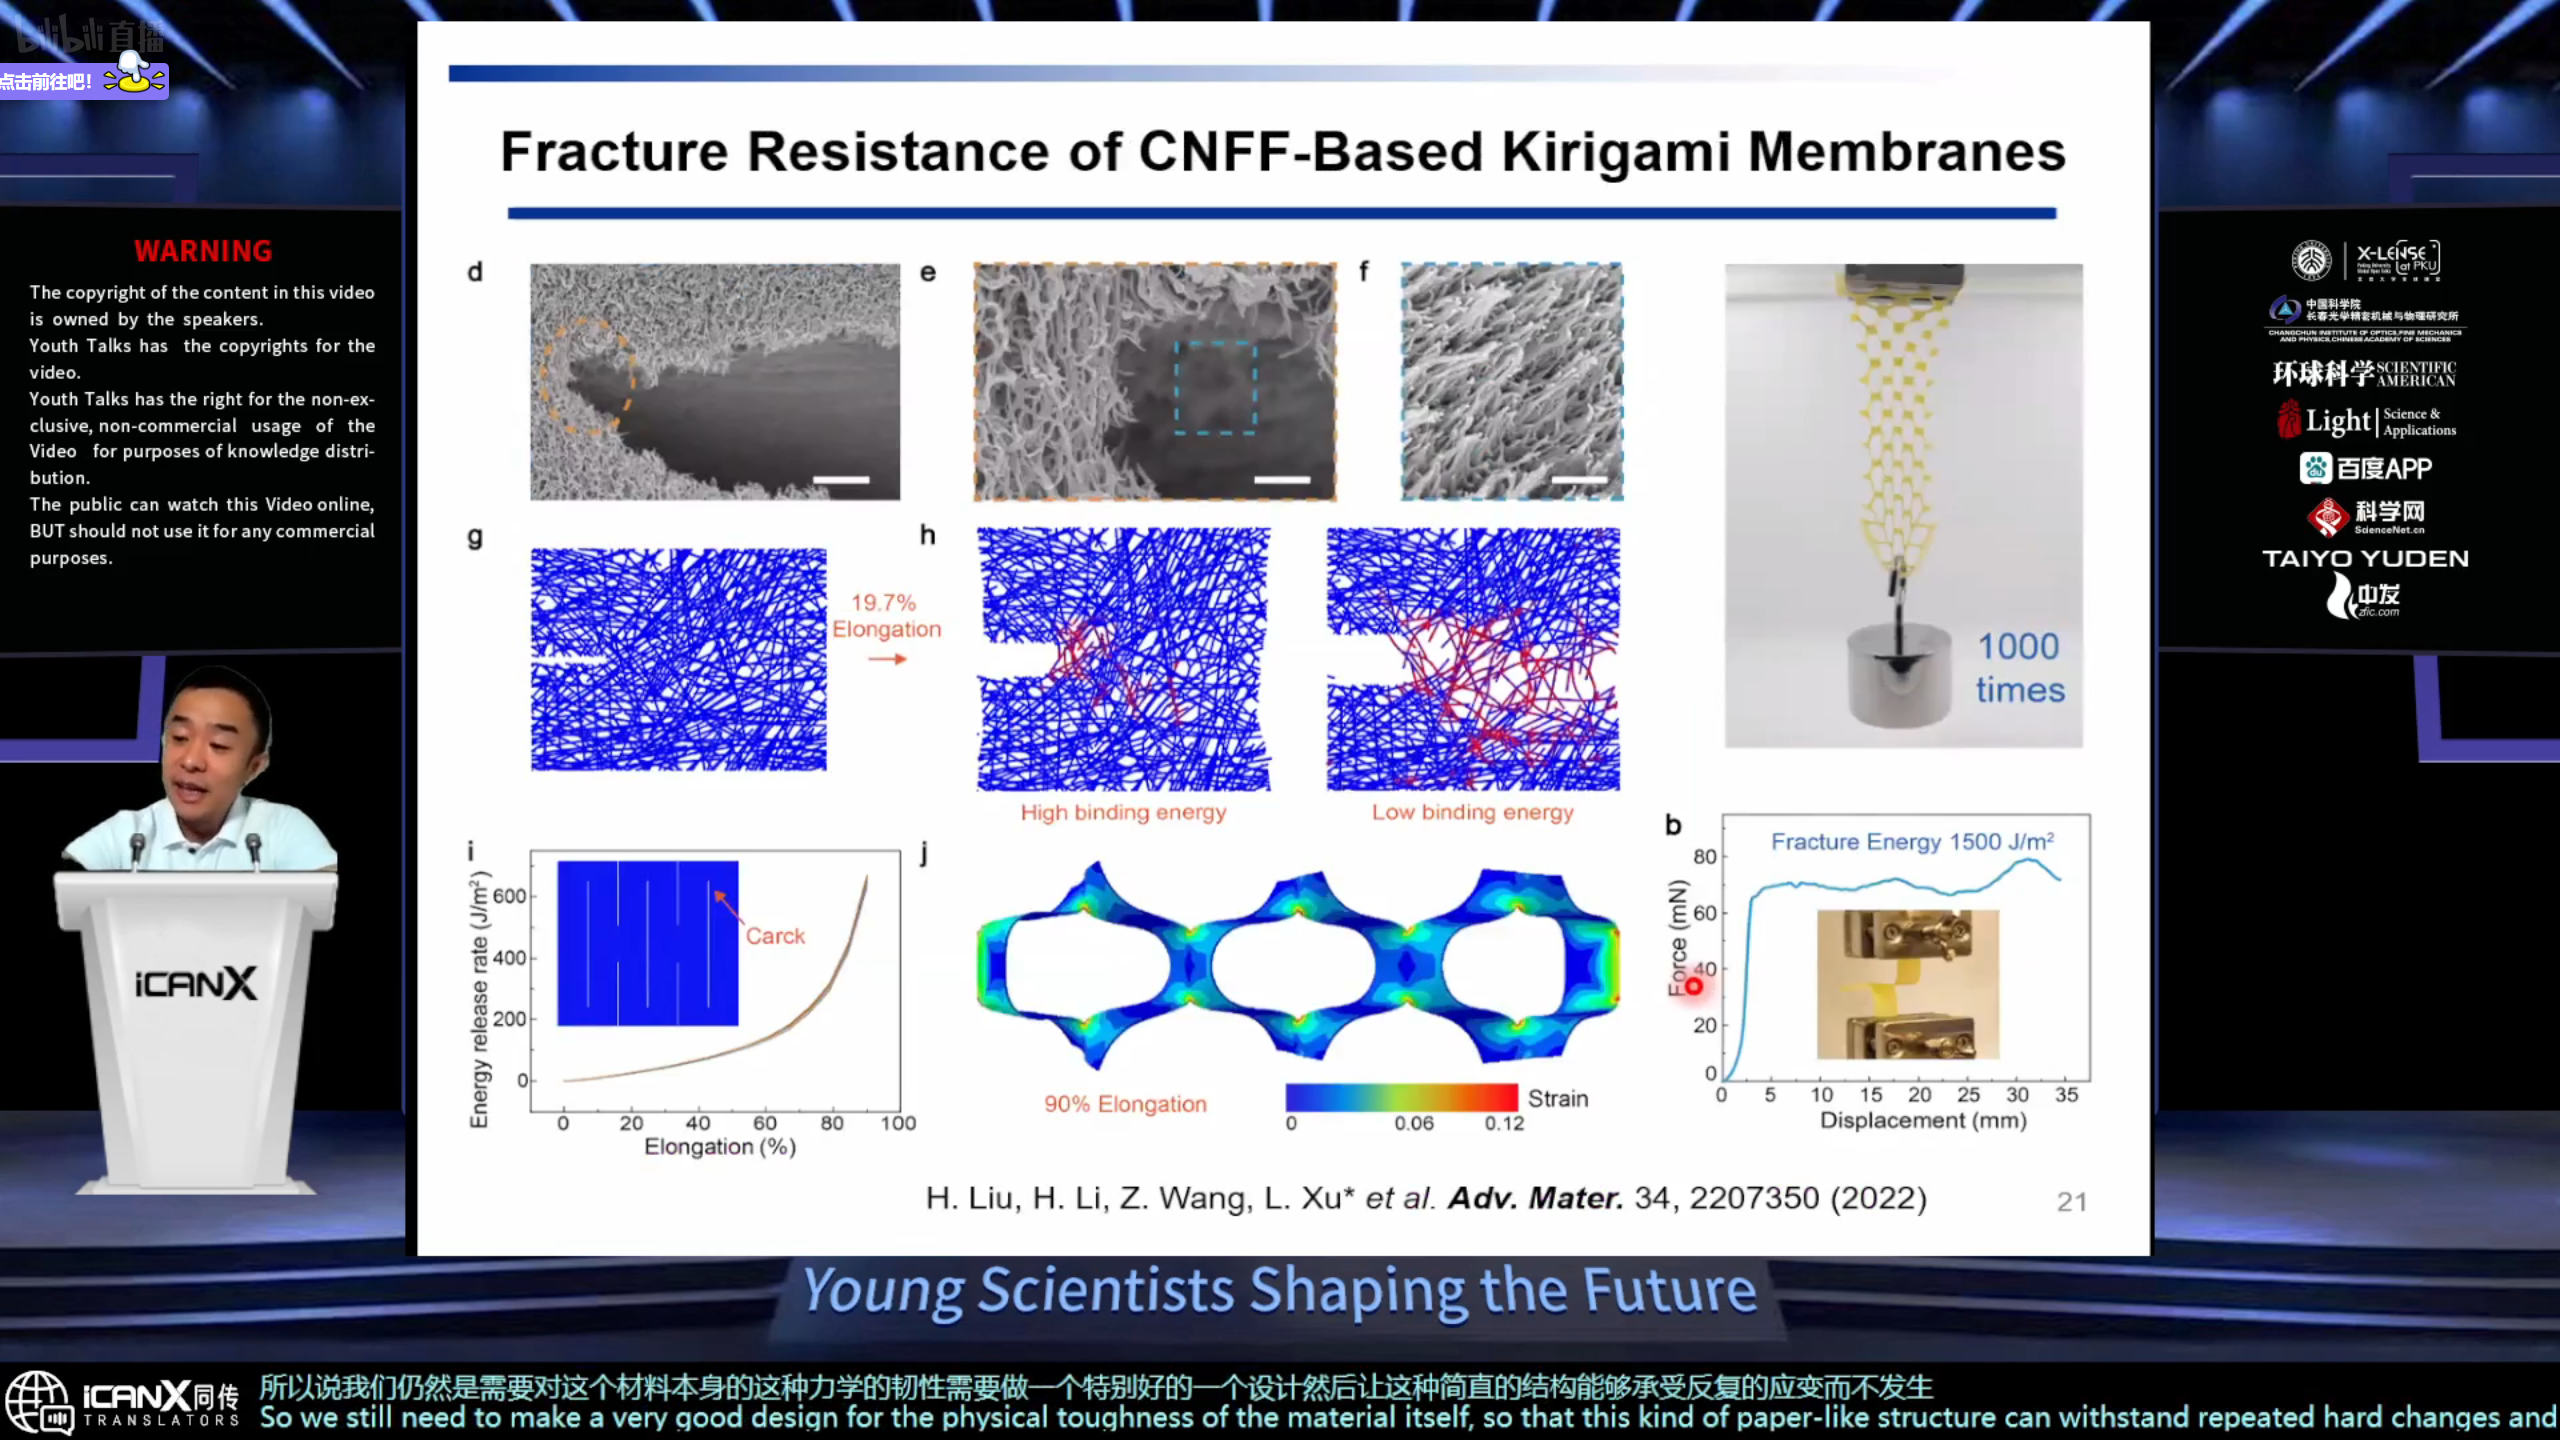 bilibili 直播
点击前往吧!
WARNING
The copyright of the content in this video
is owned by the speakers.
Youth Talks has the copyrights for the
video.
Youth Talks has the right for the non-ex-
clusive, non-commercial usage of the
Video for purposes of knowledge distri-
bution.
The public can watch this Video online,
BUT should not use it for any commercial
purposes.
iCANX
Fracture Resistance of CNFF-Based Kirigami Membranes
d
e
f
g
19.7%
Elongation
h
High binding energy
Low binding energy
1000
times
i
Energy release rate (J/m²)
600
400
200
0
Carck
0 20 40 60 80 100
Elongation (%)
j
90% Elongation
Strain
0 0.06 0.12
b
Fracture Energy 1500 J/m²
Force (mN)
80
60
40
20
0
0 5 10 15 20 25 30 35
Displacement (mm)
H. Liu, H. Li, Z. Wang, L. Xu* et al. Adv. Mater. 34, 2207350 (2022)
21
X-LENSE
at PKU
中国科学院
长春光学精密机械与物理研究所
CHANGCHUN INSTITUTE OF OPTICS,FINE MECHANICS
AND PHYSICS,CHINESE ACADEMY OF SCIENCES
环球科学 SCIENTIFIC
AMERICAN
Light Science &
Applications
du 百度APP
科学网
ScienceNet.cn
TAIYO YUDEN
中发
zfic.com
Young Scientists Shaping the Future
iCANX同传
TRANSLATORS
所以说我们仍然是需要对这个材料本身的这种力学的韧性需要做一个特别好的一个设计然后让这种简直的结构能够承受反复的应变而不发生
So we still need to make a very good design for the physical toughness of the material itself, so that this kind of paper-like structure can withstand repeated hard changes and